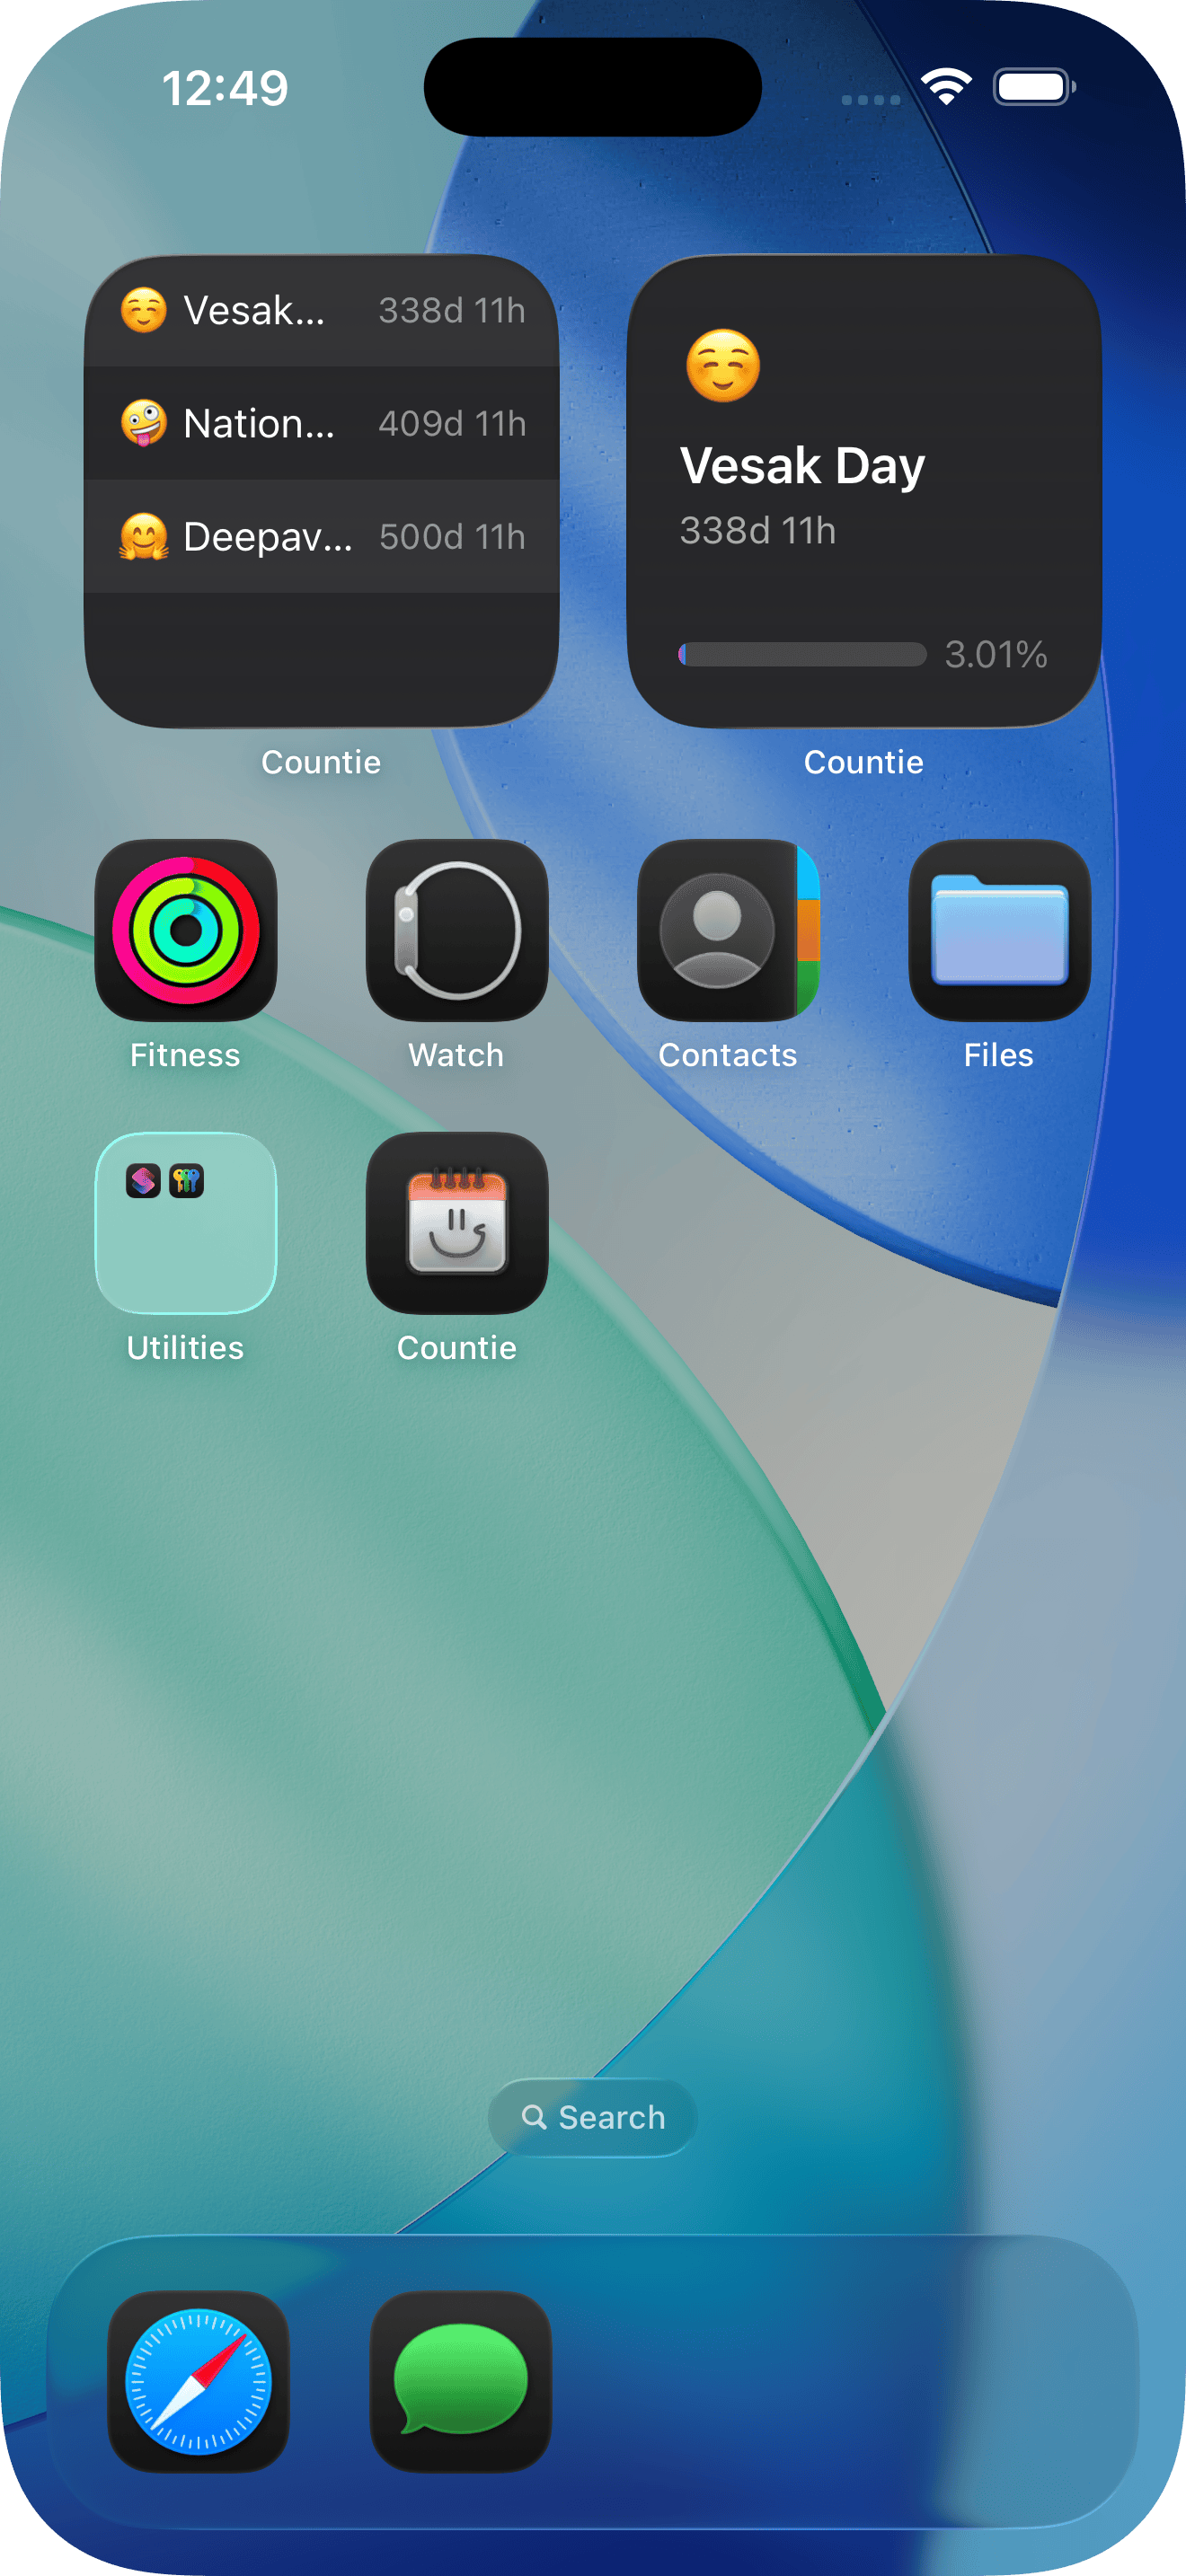 12:49
Vesak... 338d 11h
Nation... 409d 11h
Deepav... 500d 11h
Countie
Vesak Day
338d 11h
3.01%
Countie
Fitness
Watch
Contacts
Files
Utilities
Countie
Search